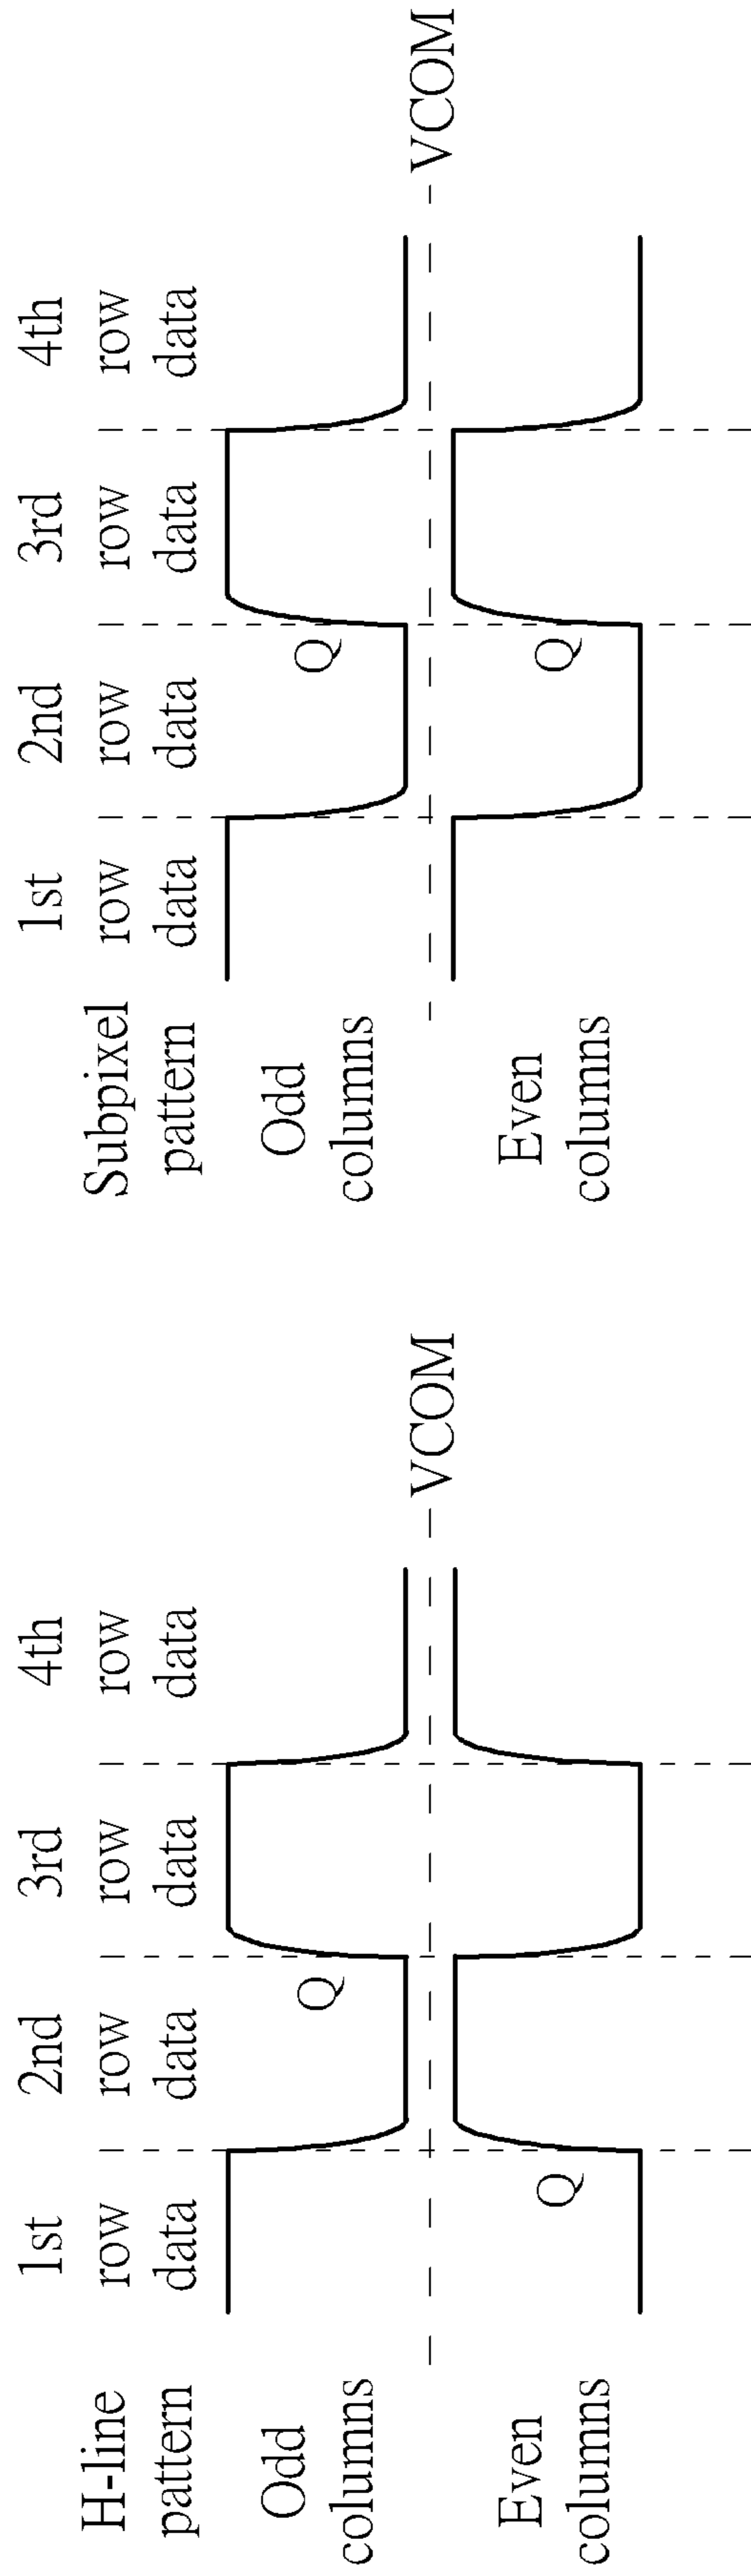 H-line
pattern
1st
row
data
2nd
row
data
3rd
row
data
4th
row
data
Odd
columns
Q
VCOM
Even
columns
Q
Subpixel
pattern
1st
row
data
2nd
row
data
3rd
row
data
4th
row
data
Odd
columns
Q
VCOM
Even
columns
Q